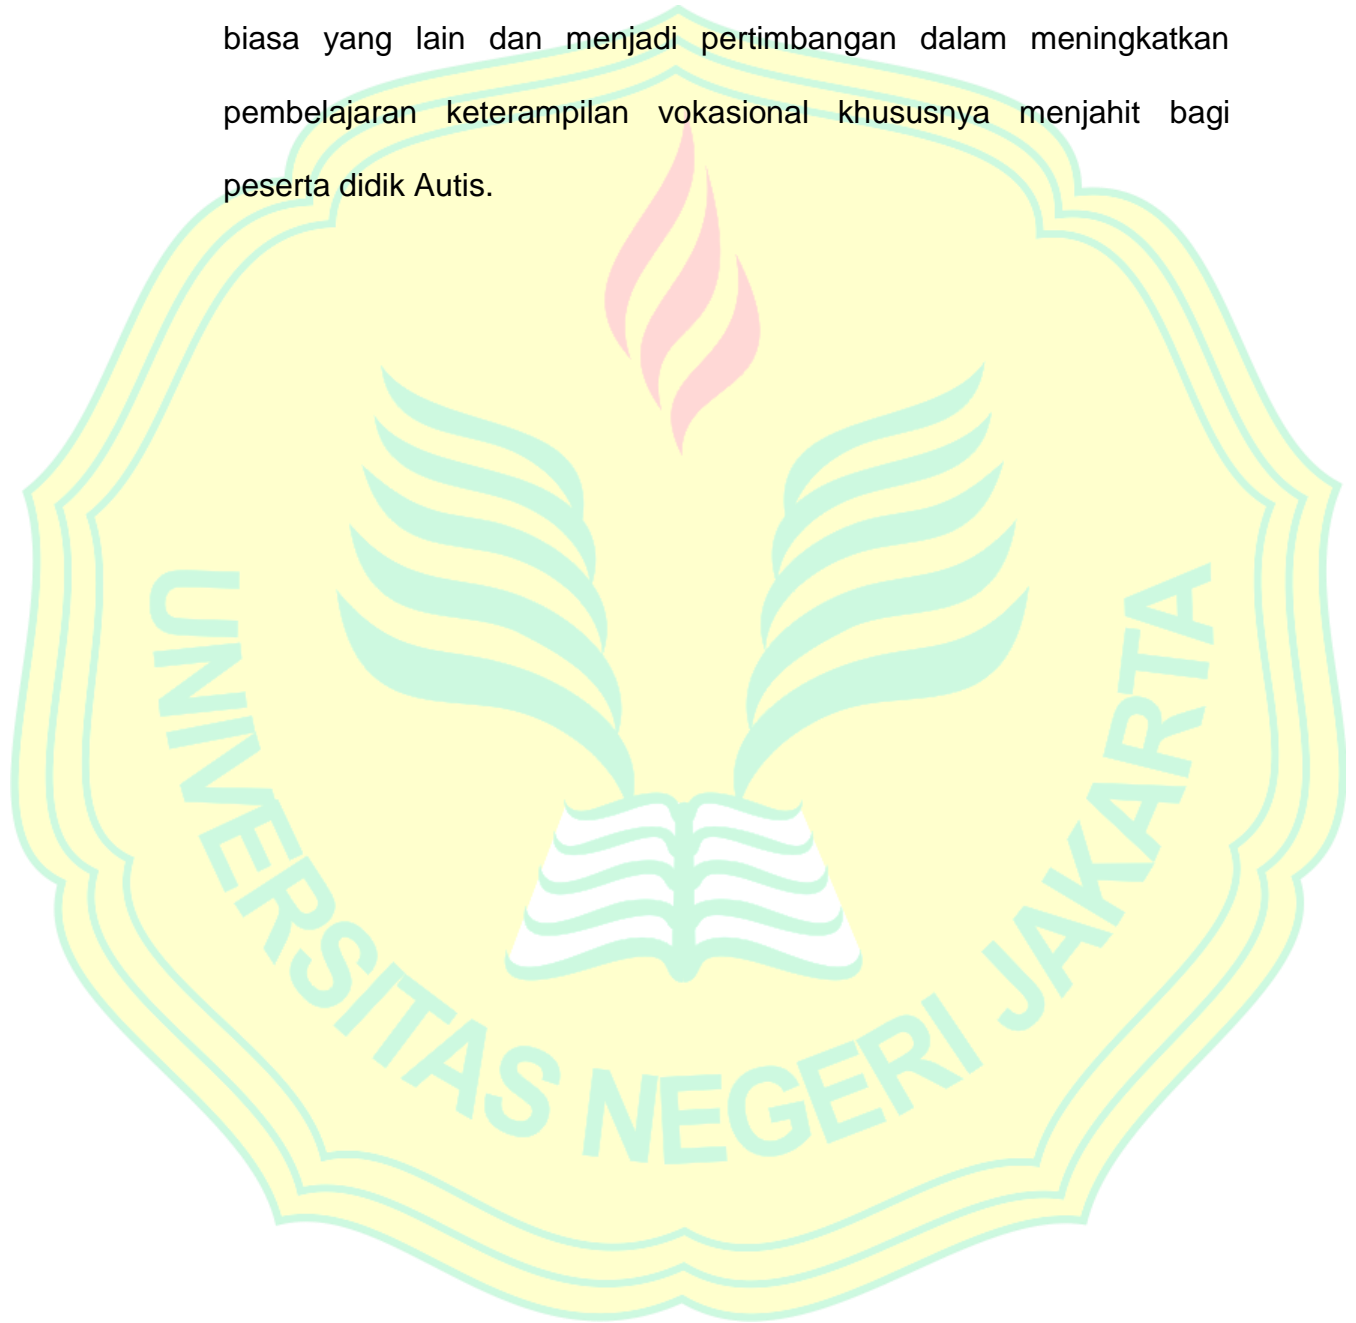 biasa yang lain dan menjadi pertimbangan dalam meningkatkan
pembelajaran keterampilan vokasional khususnya menjahit bagi
peserta didik Autis.
UNIVERSITAS NEGERI JAKARTA